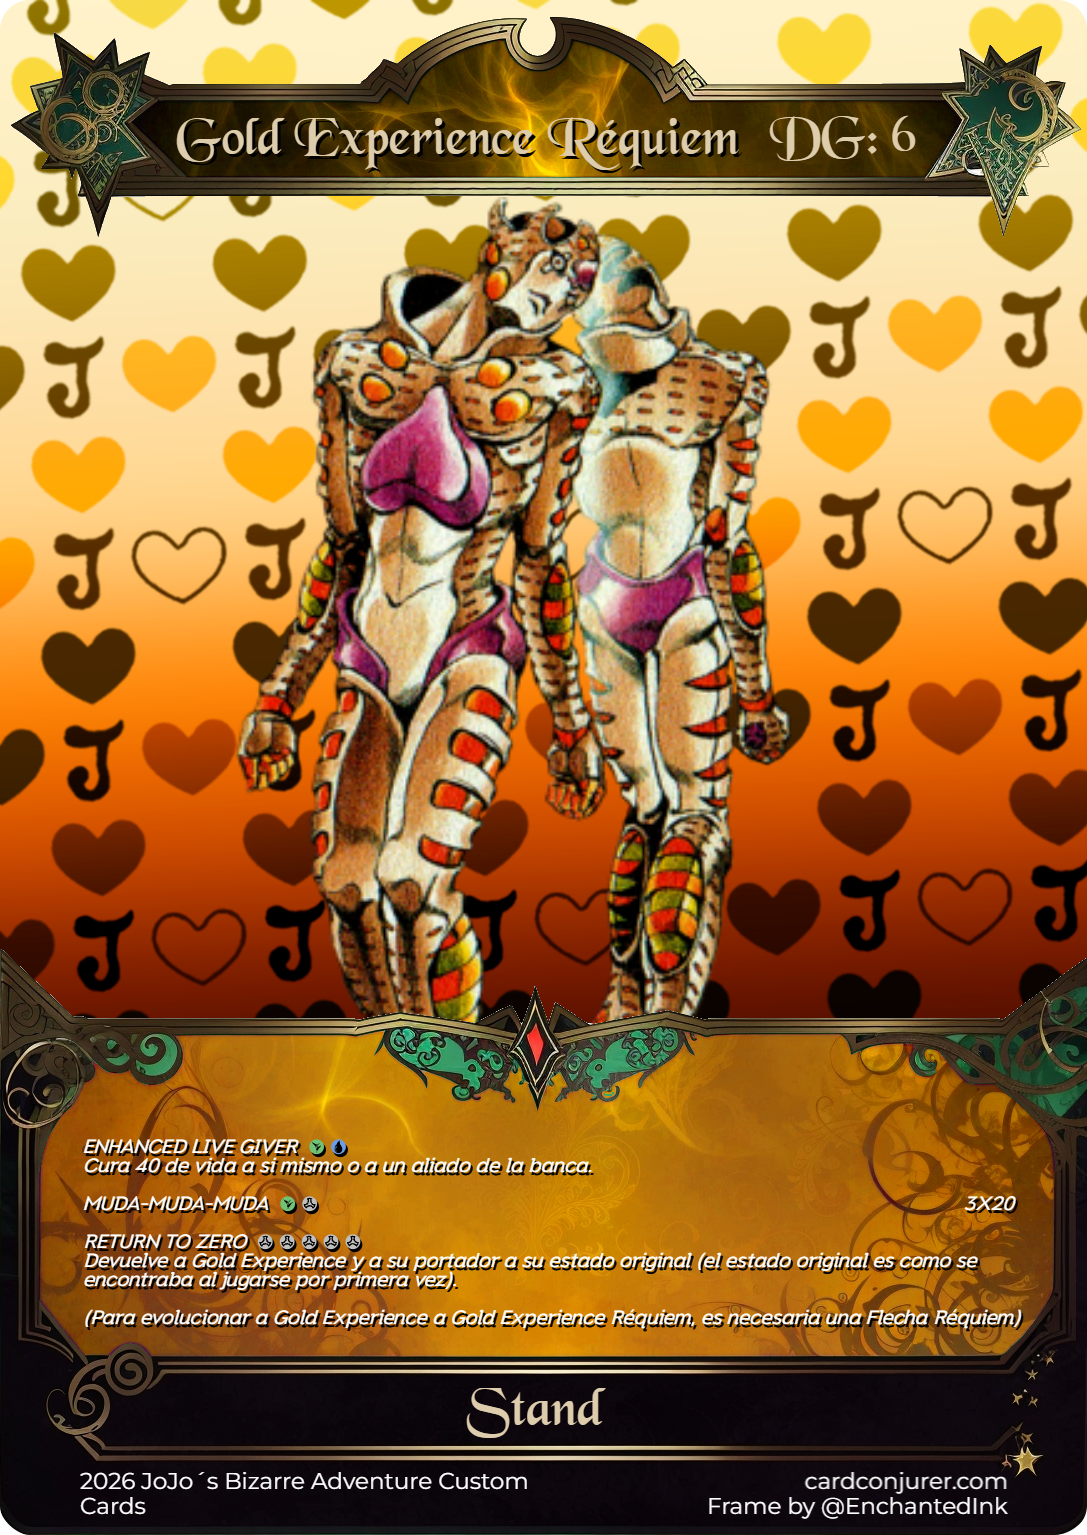 Gold Experience Réquiem DG: 6
ENHANCED LIVE GIVER
Cura 40 de vida a si mismo o a un aliado de la banca.
MUDA-MUDA-MUDA 3X20
RETURN TO ZERO
Devuelve a Gold Experience y a su portador a su estado original (el estado original es como se
encontraba al jugarse por primera vez).
(Para evolucionar a Gold Experience a Gold Experience Réquiem, es necesaria una Flecha Réquiem)
Stand
2026 JoJo´s Bizarre Adventure Custom
Cards
cardconjurer.com
Frame by @EnchantedInk